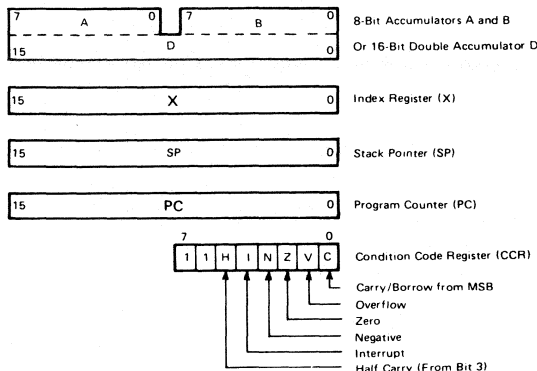 7 A 0 7 B 0 8-Bit Accumulators A and B
15 D 0 Or 16-Bit Double Accumulator D
15 X 0 Index Register (X)
15 SP 0 Stack Pointer (SP)
15 PC 0 Program Counter (PC)
7 0
1 1 H I N Z V C Condition Code Register (CCR)
Carry/Borrow from MSB
Overflow
Zero
Negative
Interrupt
Half Carry (From Bit 3)